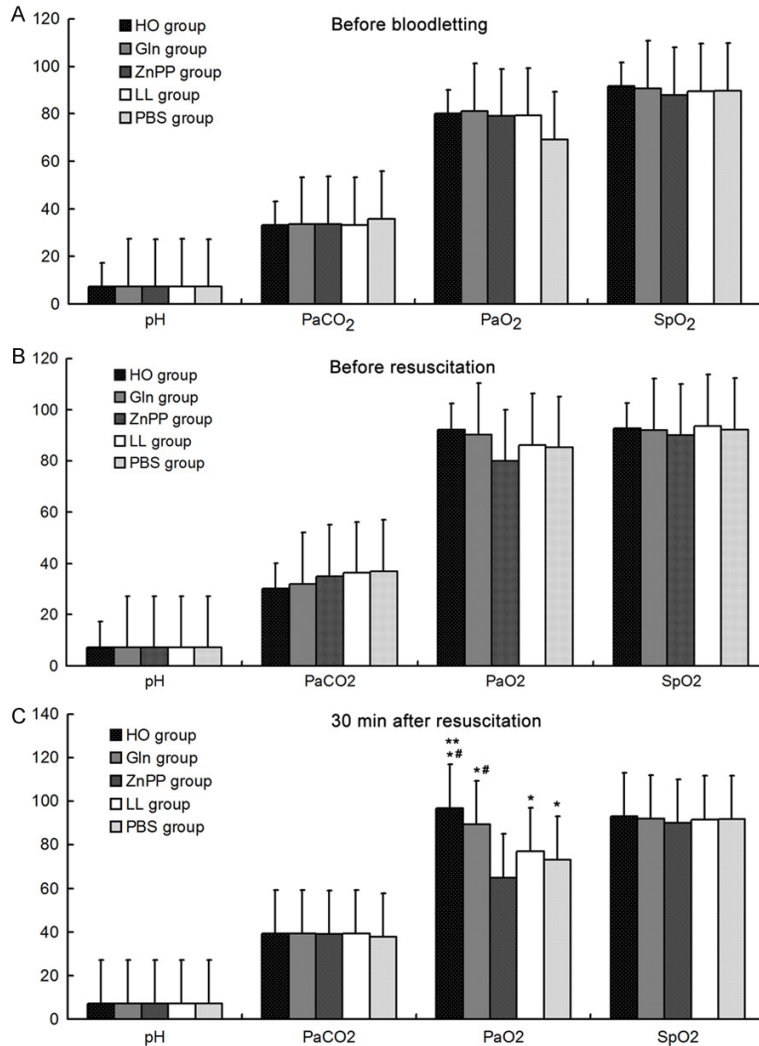 A
Before bloodletting
120
100
80
60
40
20
0
HO group
Gln group
ZnPP group
LL group
PBS group
pH
PaCO2
PaO2
SpO2
B
Before resuscitation
120
100
80
60
40
20
0
HO group
Gln group
ZnPP group
LL group
PBS group
pH
PaCO2
PaO2
SpO2
C
30 min after resuscitation
140
120
100
80
60
40
20
0
HO group
Gln group
ZnPP group
LL group
PBS group
**
*#
*#
*
*
pH
PaCO2
PaO2
SpO2